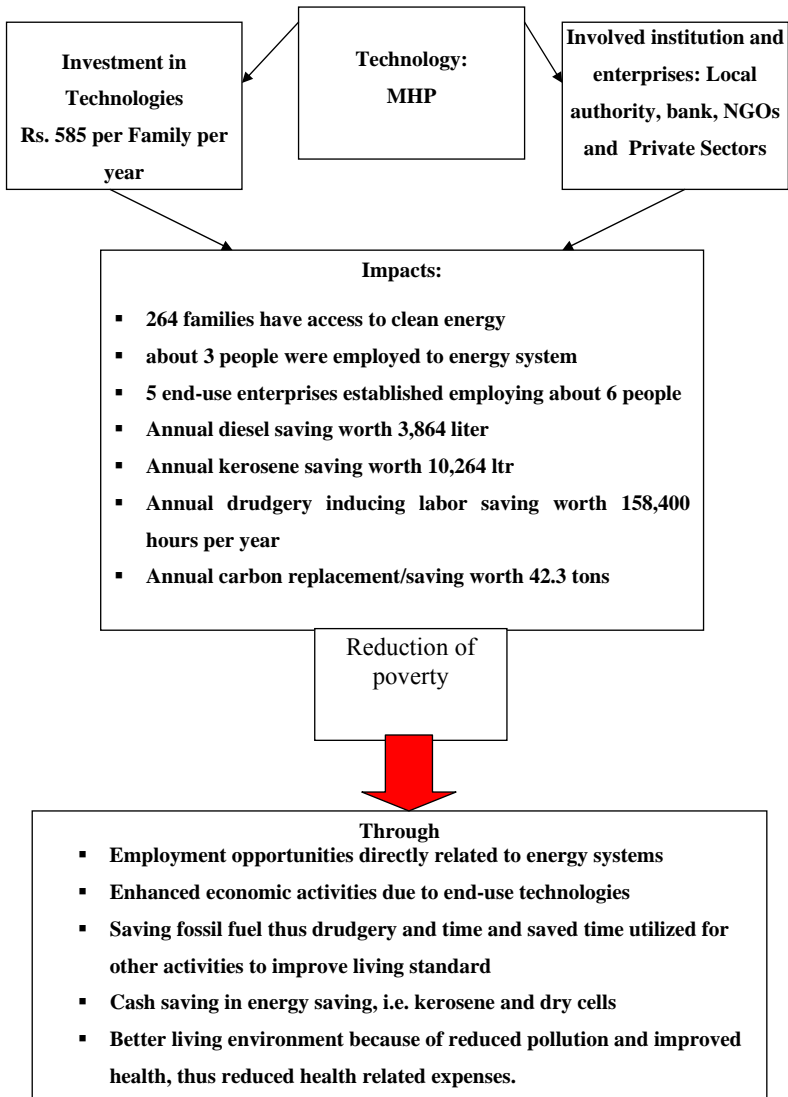 Investment in
Technologies
Rs. 585 per Family per
year
Technology:
MHP
Involved institution and
enterprises: Local
authority, bank, NGOs
and Private Sectors
Impacts:
▪ 264 families have access to clean energy
▪ about 3 people were employed to energy system
▪ 5 end-use enterprises established employing about 6 people
▪ Annual diesel saving worth 3,864 liter
▪ Annual kerosene saving worth 10,264 ltr
▪ Annual drudgery inducing labor saving worth 158,400
hours per year
▪ Annual carbon replacement/saving worth 42.3 tons
Reduction of
poverty
Through
▪ Employment opportunities directly related to energy systems
▪ Enhanced economic activities due to end-use technologies
▪ Saving fossil fuel thus drudgery and time and saved time utilized for
other activities to improve living standard
▪ Cash saving in energy saving, i.e. kerosene and dry cells
▪ Better living environment because of reduced pollution and improved
health, thus reduced health related expenses.